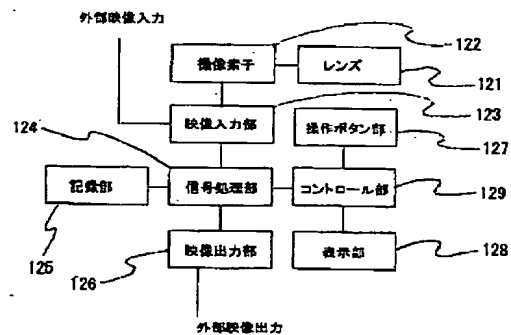 外部映像入力
撮像素子
122
レンズ
121
映像入力部
123
操作ボタン部
127
124
記録部
信号処理部
コントロール部
129
125
映像出力部
126
表示部
128
外部映像出力